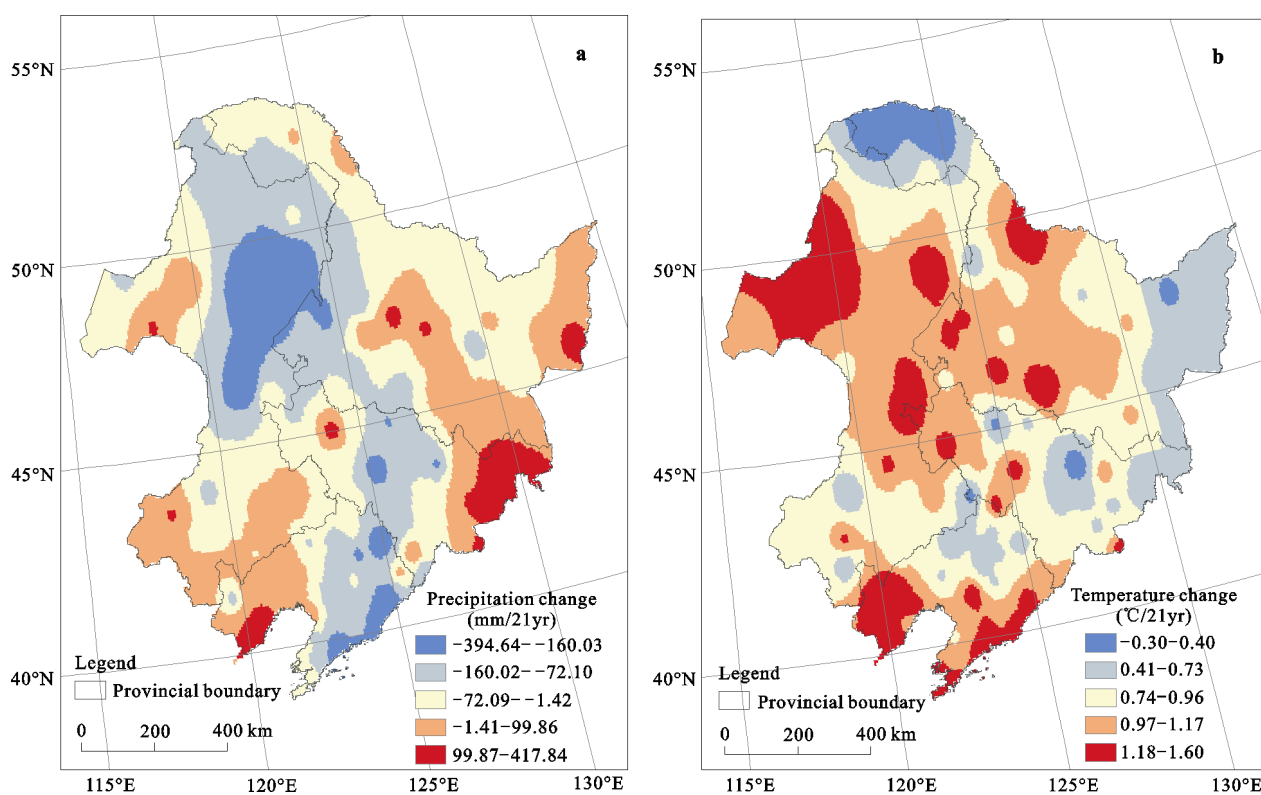 a
55°N
50°N
45°N
40°N
Precipitation change
(mm/21yr)
-394.64--160.03
-160.02--72.10
-72.09--1.42
-1.41-99.86
99.87-417.84
Legend
Provincial boundary
0 200 400 km
115°E 120°E 125°E 130°E
b
55°N
50°N
45°N
40°N
Temperature change
(℃/21yr)
-0.30-0.40
0.41-0.73
0.74-0.96
0.97-1.17
1.18-1.60
Legend
Provincial boundary
0 200 400 km
115°E 120°E 125°E 130°E